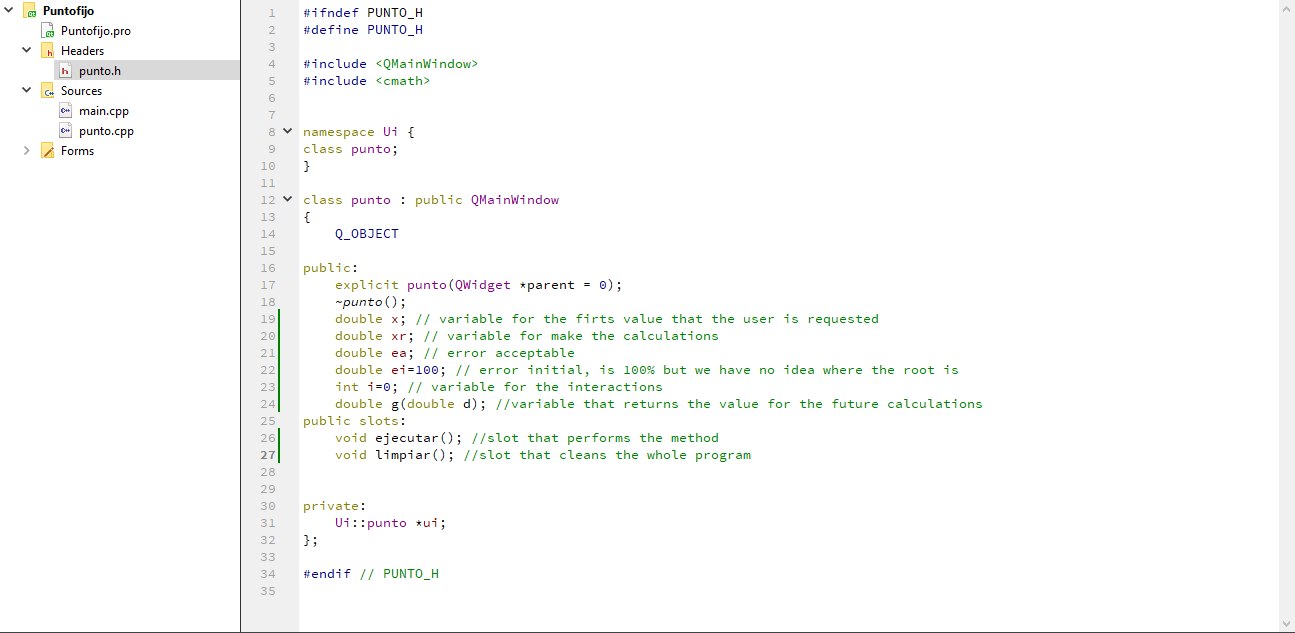 Puntofijo
Puntofijo.pro
Headers
punto.h
Sources
main.cpp
punto.cpp
Forms
1 #ifndef PUNTO_H
2 #define PUNTO_H
3
4 #include <QMainWindow>
5 #include <cmath>
6
7
8 namespace Ui {
9 class punto;
10 }
11
12 class punto : public QMainWindow
13 {
14     Q_OBJECT
15
16 public:
17     explicit punto(QWidget *parent = 0);
18     ~punto();
19     double x; // variable for the firts value that the user is requested
20     double xr; // variable for make the calculations
21     double ea; // error acceptable
22     double ei=100; // error initial, is 100% but we have no idea where the root is
23     int i=0; // variable for the interactions
24     double g(double d); //variable that returns the value for the future calculations
25 public slots:
26     void ejecutar(); //slot that performs the method
27     void limpiar(); //slot that cleans the whole program
28
29
30 private:
31     Ui::punto *ui;
32 };
33
34 #endif // PUNTO_H
35